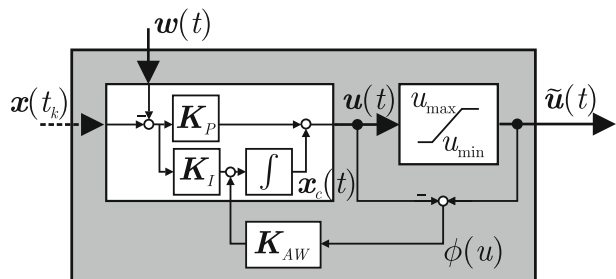 w(t)
x(t_k)
K_P
u(t)
u_max
u_min
ũ(t)
K_I
∫
x_c(t)
K_AW
ϕ(u)